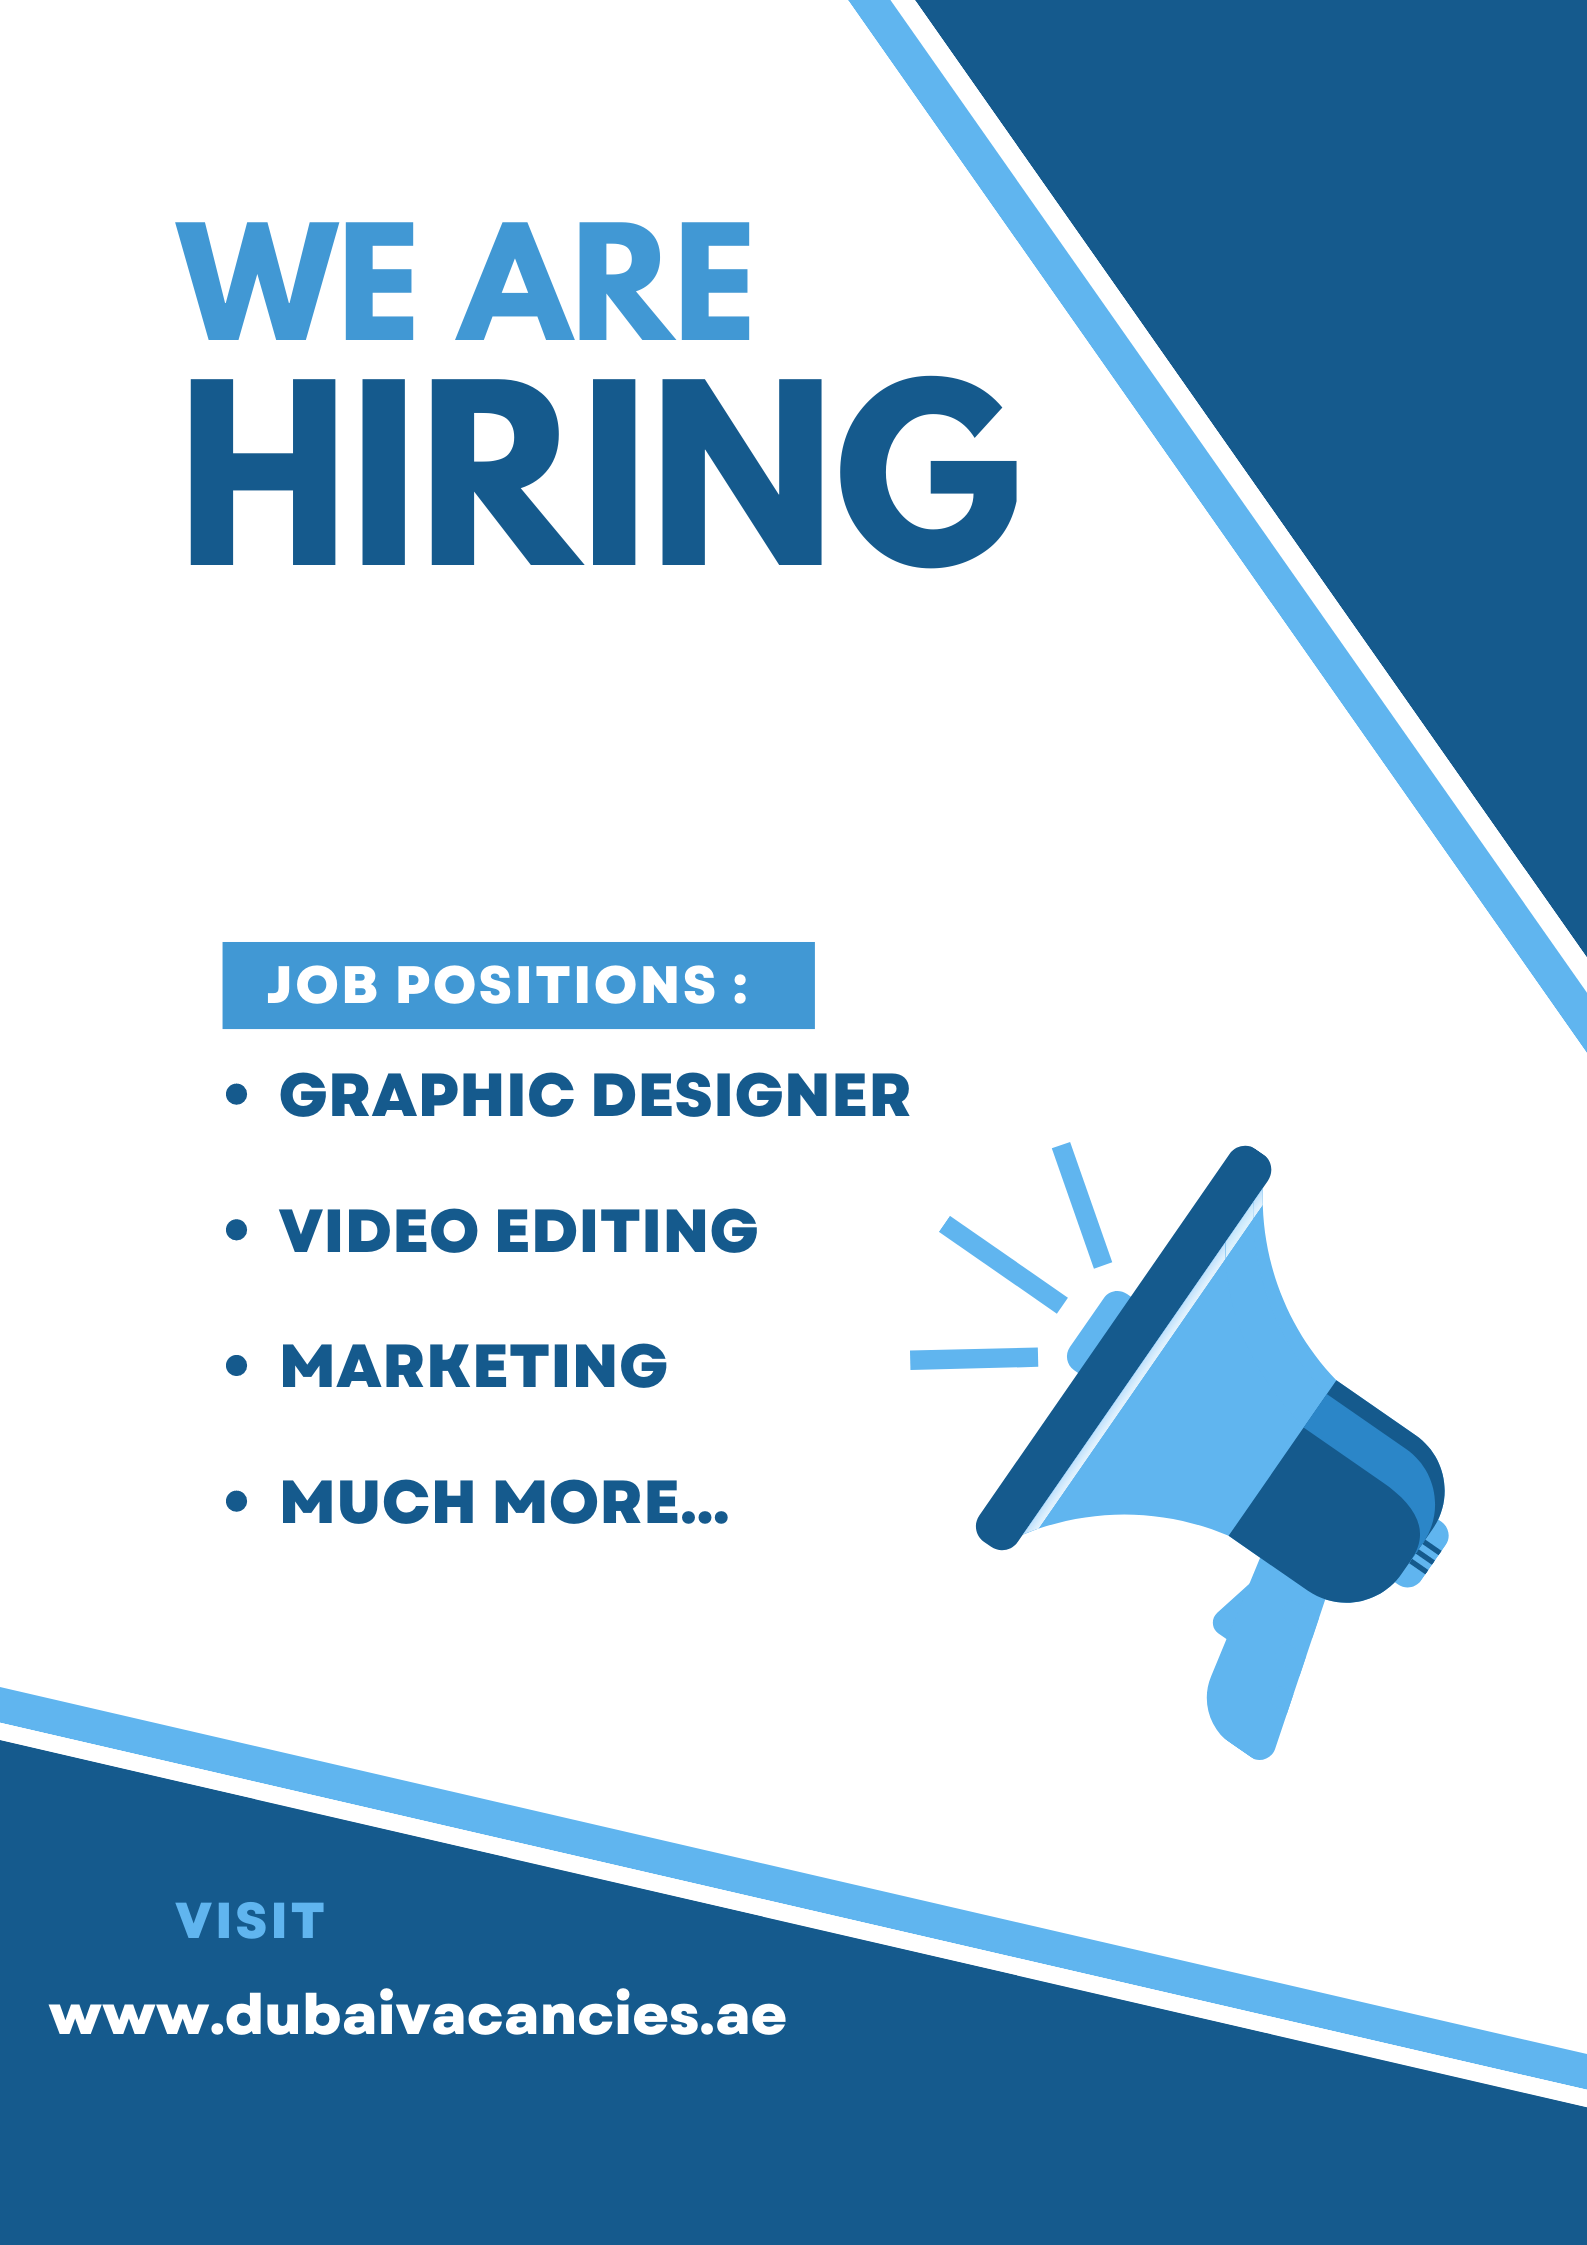 WE ARE
HIRING
JOB POSITIONS :
• GRAPHIC DESIGNER
• VIDEO EDITING
• MARKETING
• MUCH MORE...
VISIT
www.dubaivacancies.ae